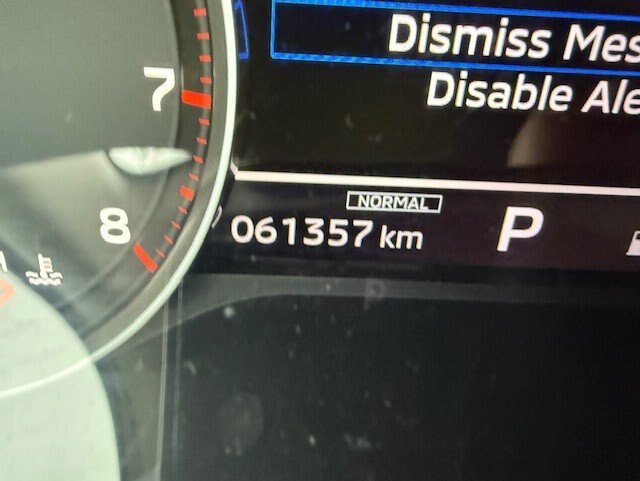 Dismiss Mes
Disable Ale
7
NORMAL
8
061357 km
P